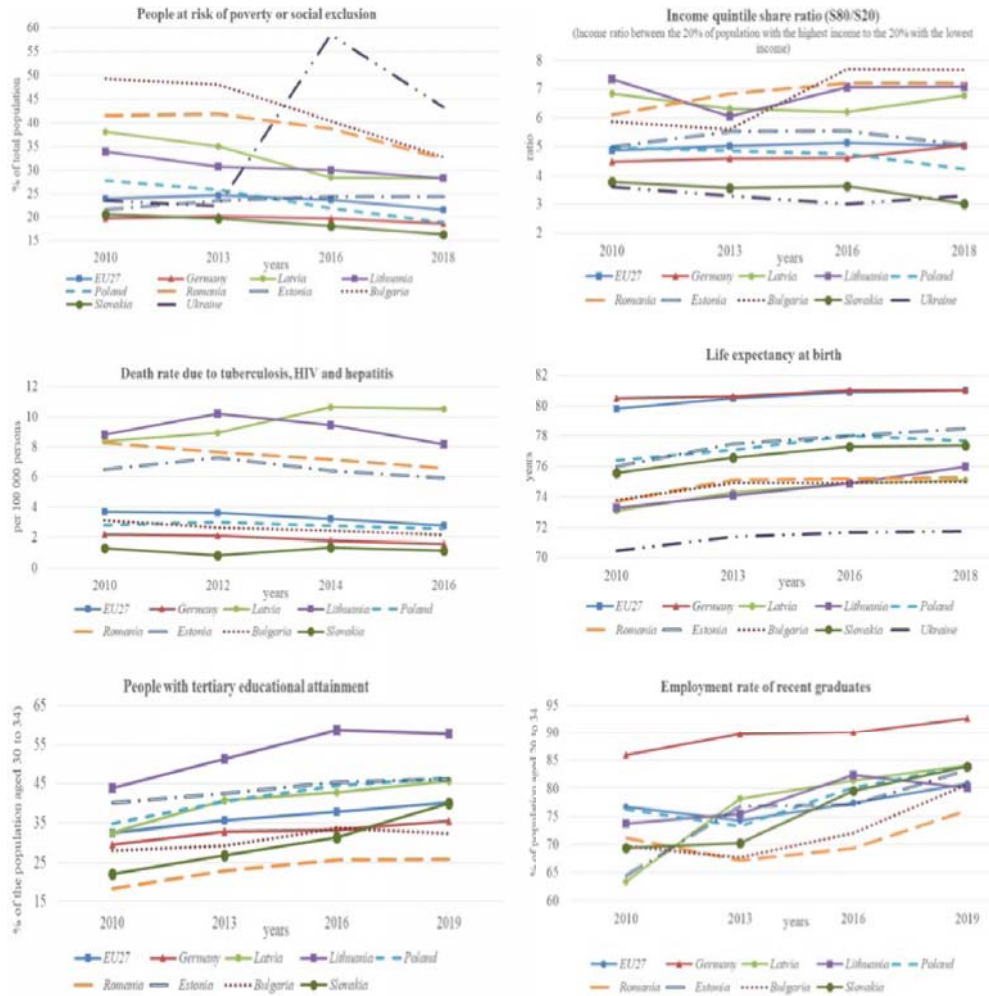 People at risk of poverty or social exclusion
% of total population
60
55
50
45
40
35
30
25
20
15
2010 2013 2016 2018
years
EU27 Germany Latvia Lithuania
Poland Romania Estonia Bulgaria
Slovakia Ukraine
Income quintile share ratio (S80/S20)
(Income ratio between the 20% of population with the highest income to the 20% with the lowest
income)
ratio
8
7
6
5
4
3
2
2010 2013 2016 2018
years
EU27 Germany Latvia Lithuania Poland
Romania Estonia Bulgaria Slovakia Ukraine
Death rate due to tuberculosis, HIV and hepatitis
per 100 000 persons
12
10
8
6
4
2
0
2010 2012 2014 2016
years
EU27 Germany Latvia Lithuania Poland
Romania Estonia Bulgaria Slovakia
Life expectancy at birth
years
82
80
78
76
74
72
70
2010 2013 2016 2018
years
EU27 Germany Latvia Lithuania Poland
Romania Estonia Bulgaria Slovakia Ukraine
People with tertiary educational attainment
% of the population aged 30 to 34)
65
55
45
35
25
15
2010 2013 2016 2019
years
EU27 Germany Latvia Lithuania Poland
Romania Estonia Bulgaria Slovakia
Employment rate of recent graduates
% of population aged 20 to 34
95
90
85
80
75
70
65
60
2010 2013 2016 2019
years
EU27 Germany Latvia Lithuania Poland
Romania Estonia Bulgaria Slovakia